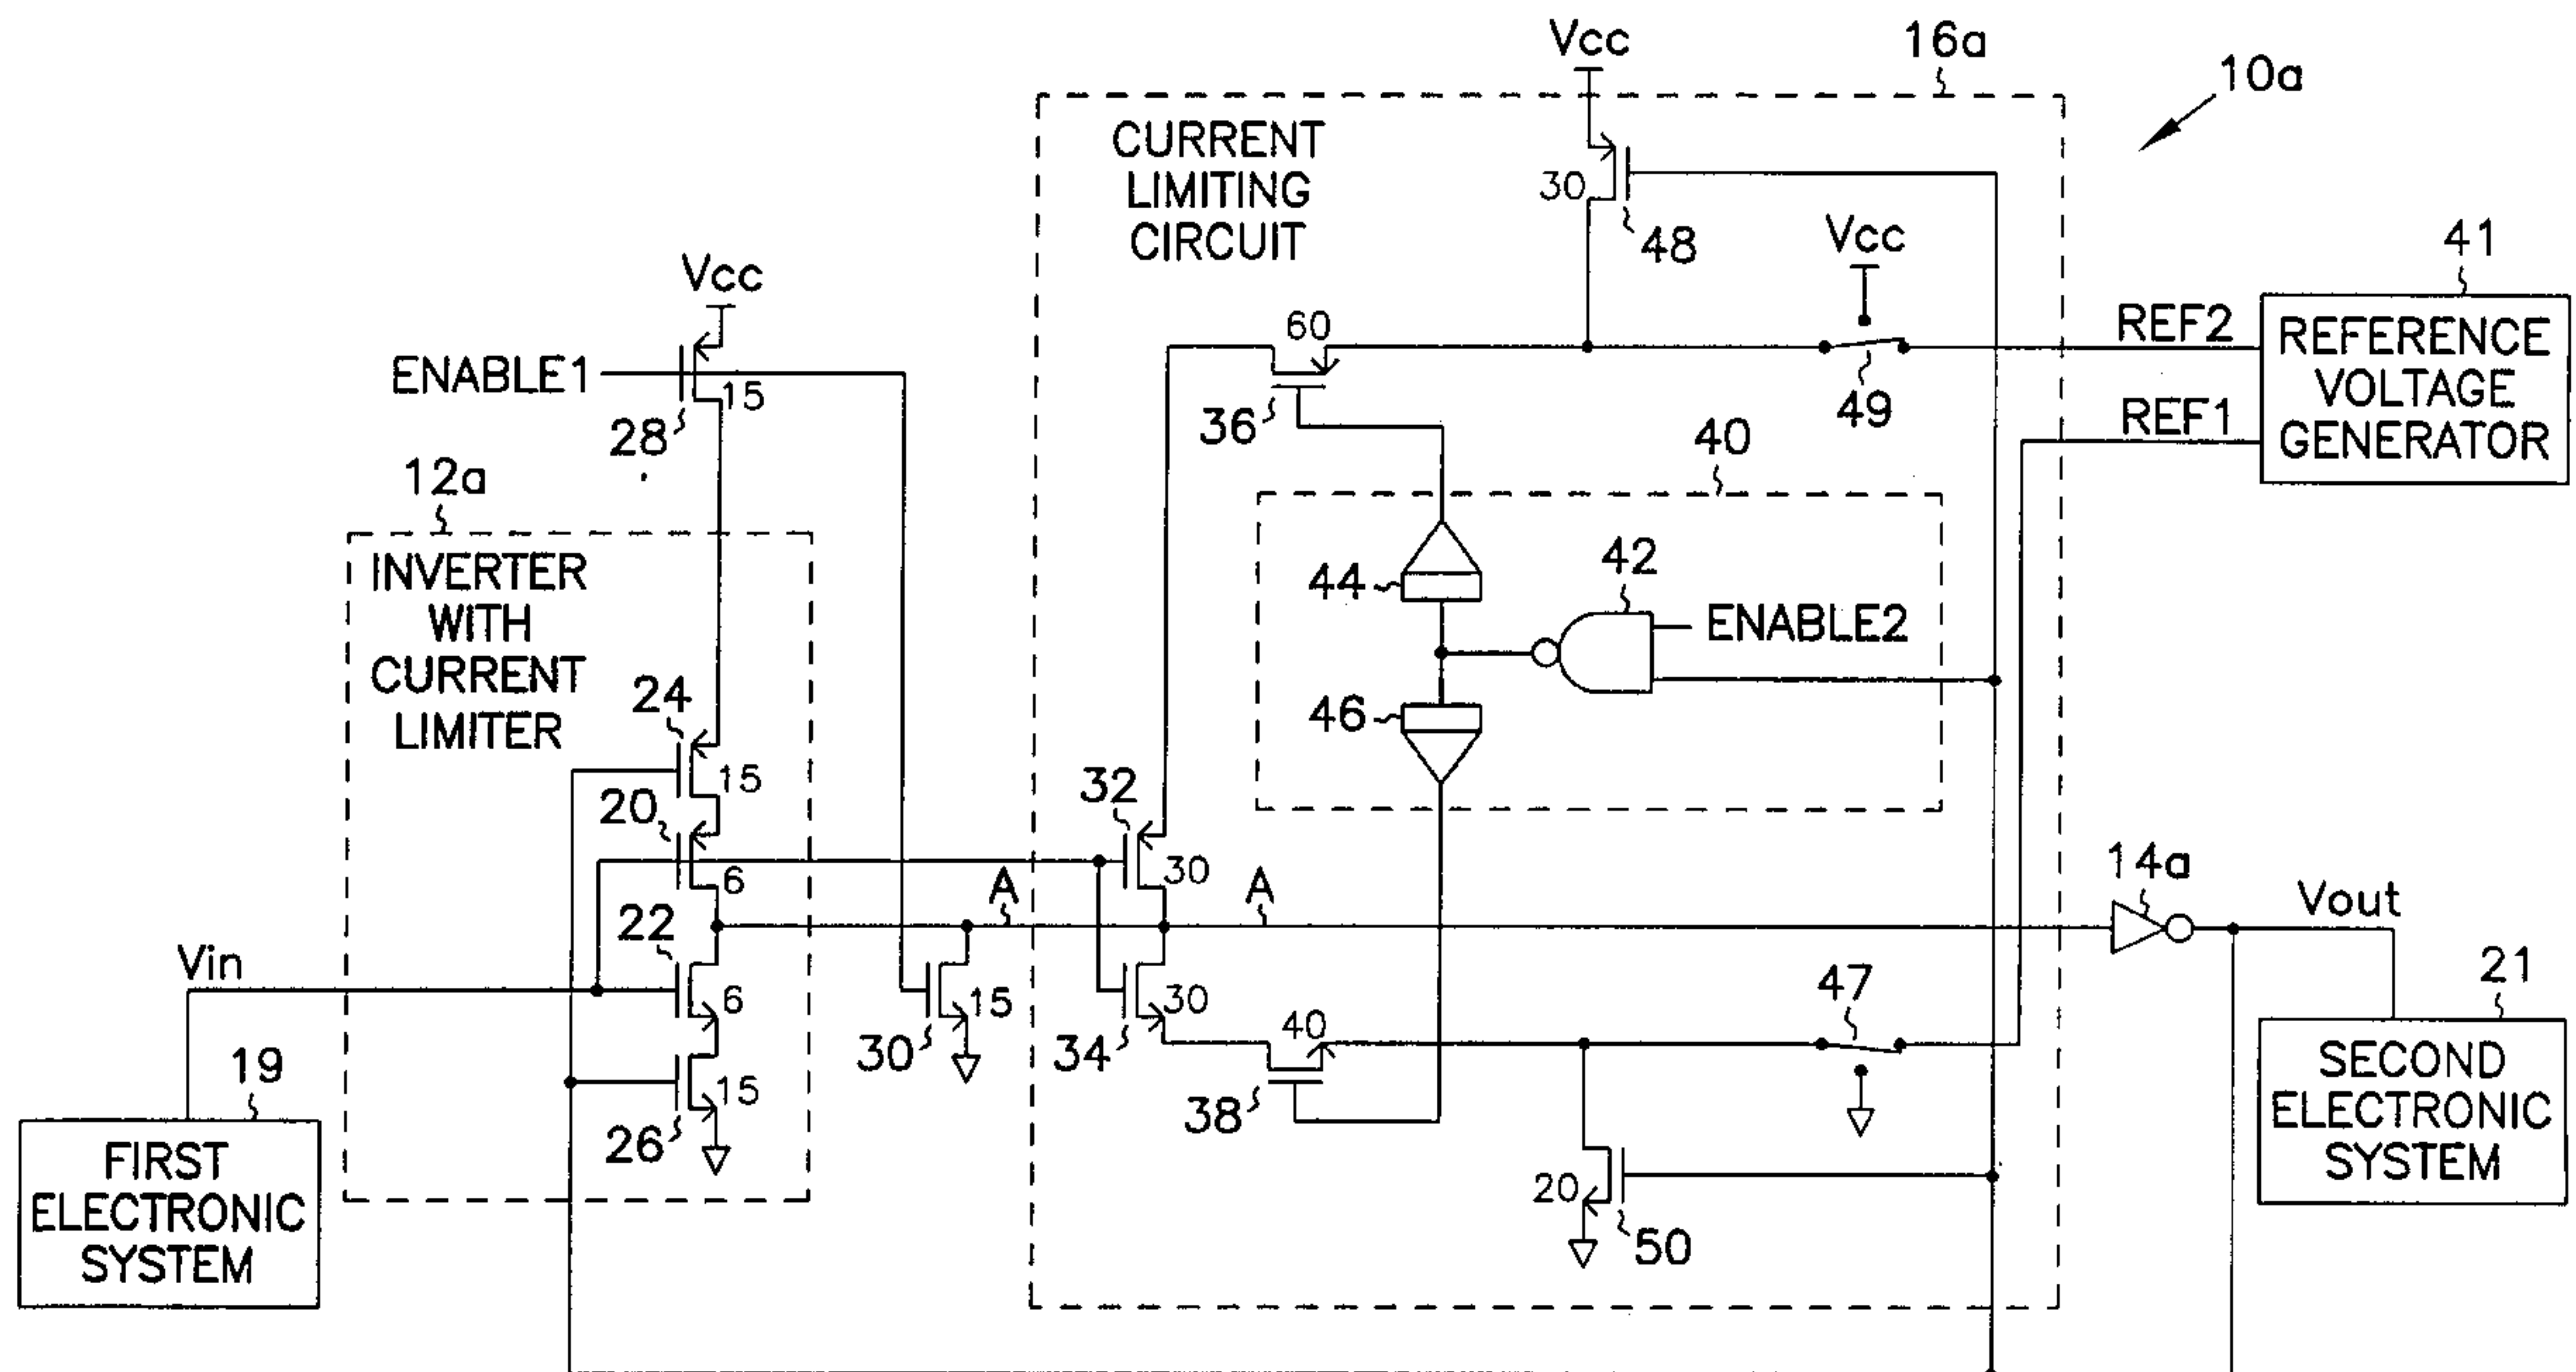 Vcc
16a
10a
CURRENT
LIMITING
CIRCUIT
30
48
Vcc
41
Vcc
REF2
REFERENCE
VOLTAGE
GENERATOR
60
ENABLE1
15
28
36
49
REF1
40
12a
INVERTER
WITH
CURRENT
LIMITER
44
42
ENABLE2
46
24
15
20
6
32
30
14a
A
A
Vout
22
6
Vin
30
15
34
30
40
47
21
SECOND
ELECTRONIC
SYSTEM
19
FIRST
ELECTRONIC
SYSTEM
26
15
38
20
50